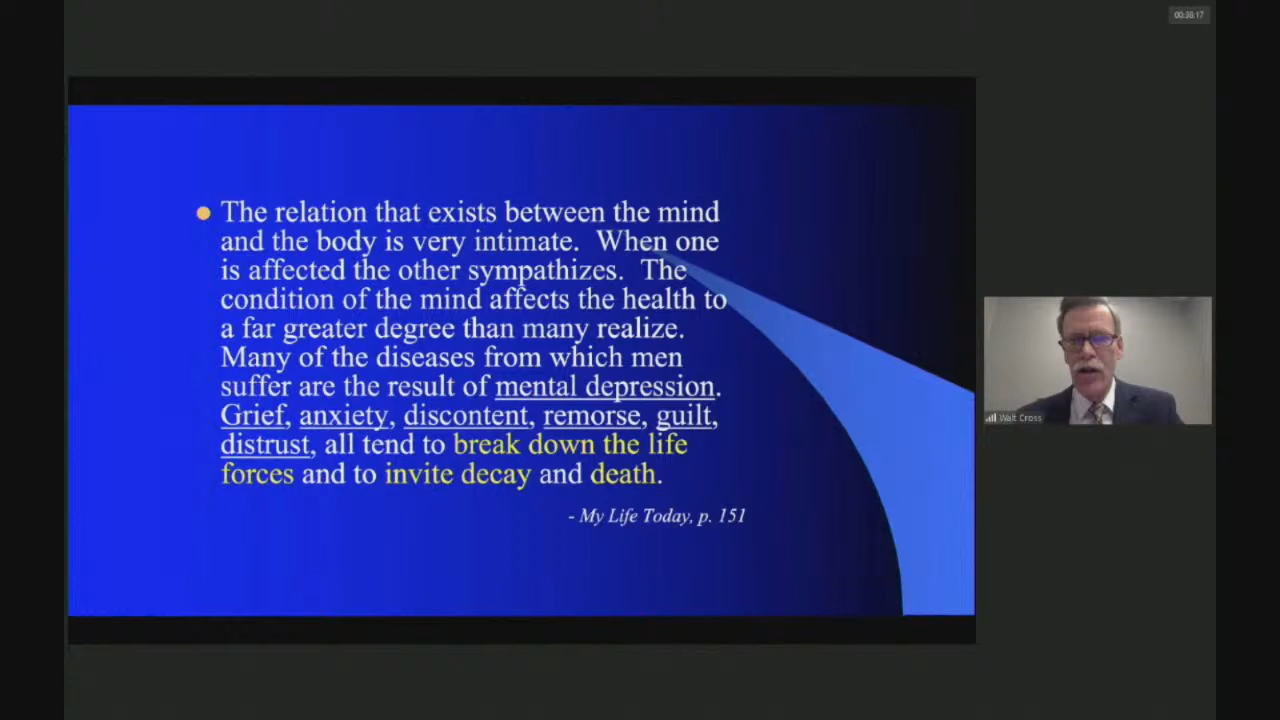 00:38:17
The relation that exists between the mind
and the body is very intimate. When one
is affected the other sympathizes. The
condition of the mind affects the health to
a far greater degree than many realize.
Many of the diseases from which men
suffer are the result of mental depression.
Grief, anxiety, discontent, remorse, guilt,
distrust, all tend to break down the life
forces and to invite decay and death.
- My Life Today, p. 151
Walt Cross